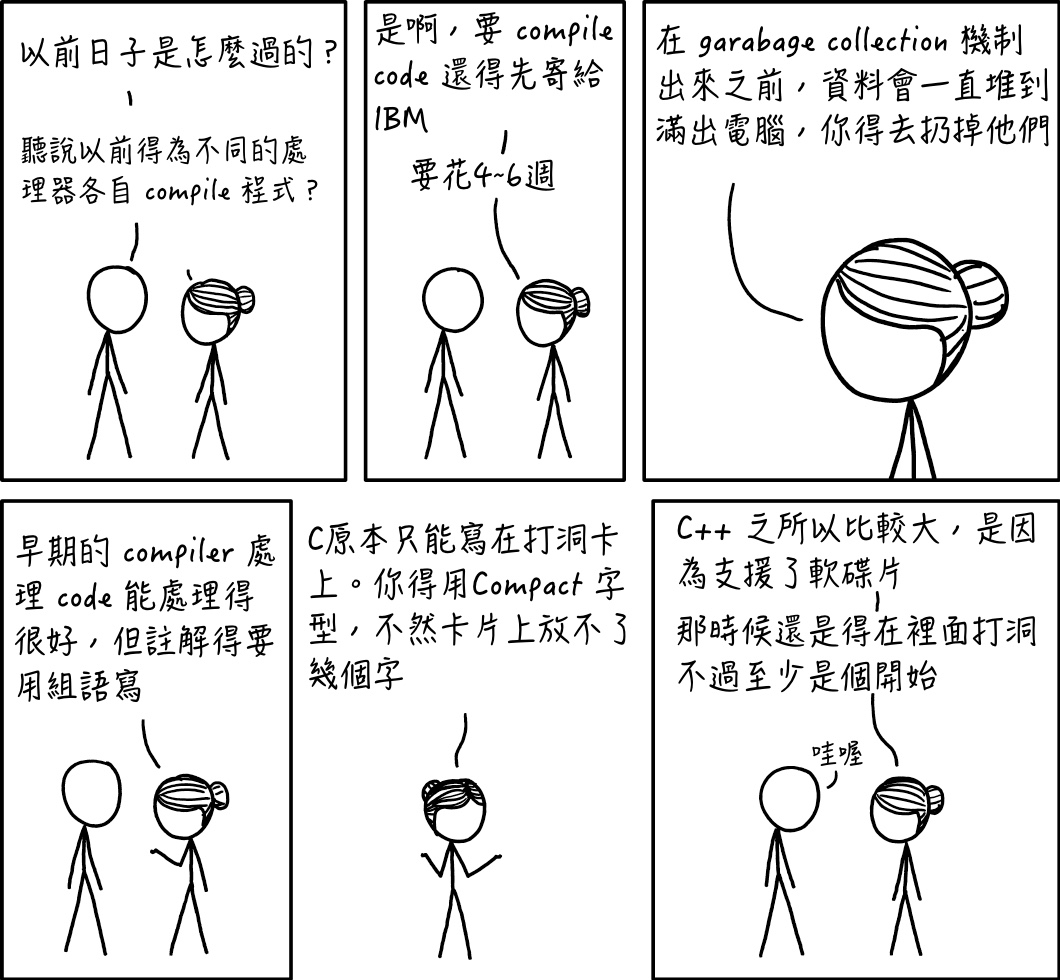 以前日子是怎麼過的？
聽說以前得為不同的處
理器各自 compile 程式？
是啊，要 compile
code 還得先寄給
IBM
要花4~6週
在 garabage collection 機制
出來之前，資料會一直堆到
滿出電腦，你得去扔掉他們
早期的 compiler 處
理 code 能處理得
很好，但註解得要
用組語寫
C原本只能寫在打洞卡
上。你得用Compact 字
型，不然卡片上放不了
幾個字
C++ 之所以比較大，是因
為支援了軟碟片
那時候還是得在裡面打洞
不過至少是個開始
哇喔